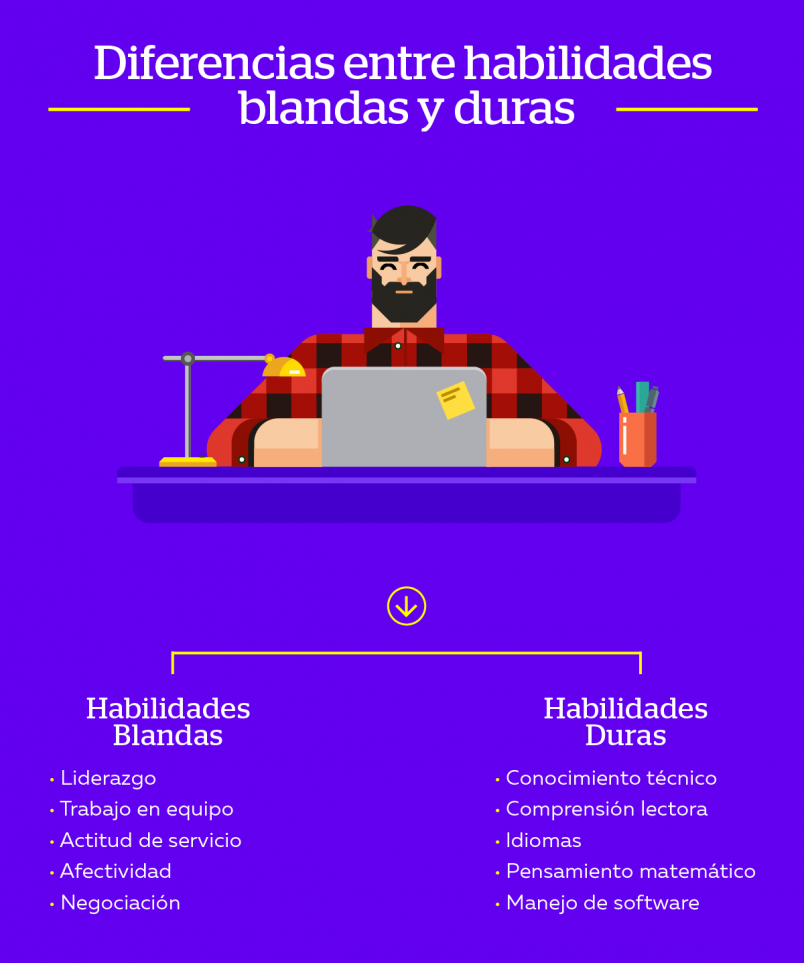 Diferencias entre habilidades
blandas y duras
Habilidades
Blandas
• Liderazgo
• Trabajo en equipo
• Actitud de servicio
• Afectividad
• Negociación
Habilidades
Duras
• Conocimiento técnico
• Comprensión lectora
• Idiomas
• Pensamiento matemático
• Manejo de software